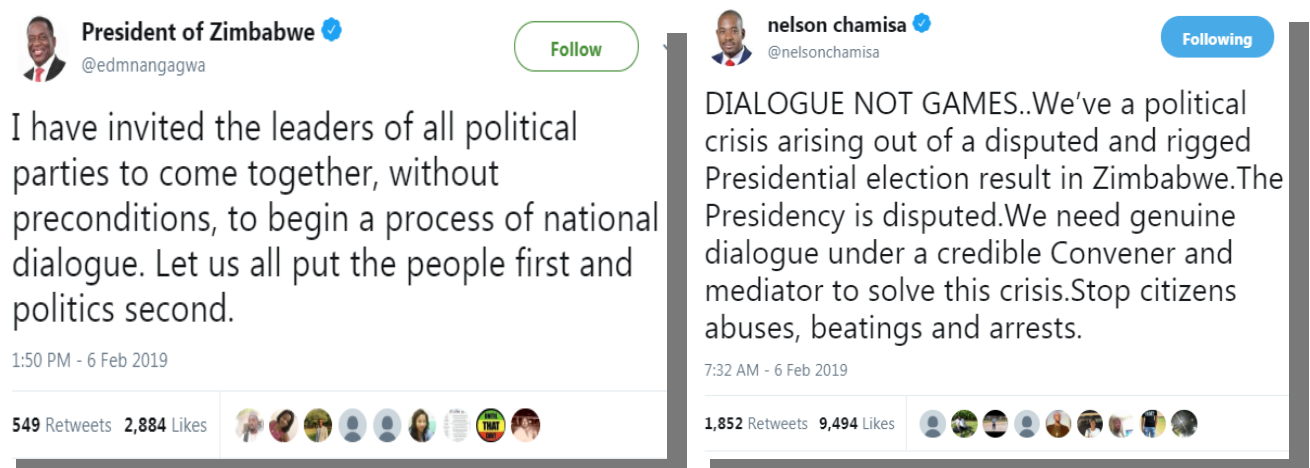 President of Zimbabwe
@edmnangagwa
Follow
I have invited the leaders of all political
parties to come together, without
preconditions, to begin a process of national
dialogue. Let us all put the people first and
politics second.
1:50 PM - 6 Feb 2019
549 Retweets 2,884 Likes
UNTIL
THAT
DAY
nelson chamisa
@nelsonchamisa
Following
DIALOGUE NOT GAMES..We've a political
crisis arising out of a disputed and rigged
Presidential election result in Zimbabwe.The
Presidency is disputed.We need genuine
dialogue under a credible Convener and
mediator to solve this crisis.Stop citizens
abuses, beatings and arrests.
7:32 AM - 6 Feb 2019
1,852 Retweets 9,494 Likes